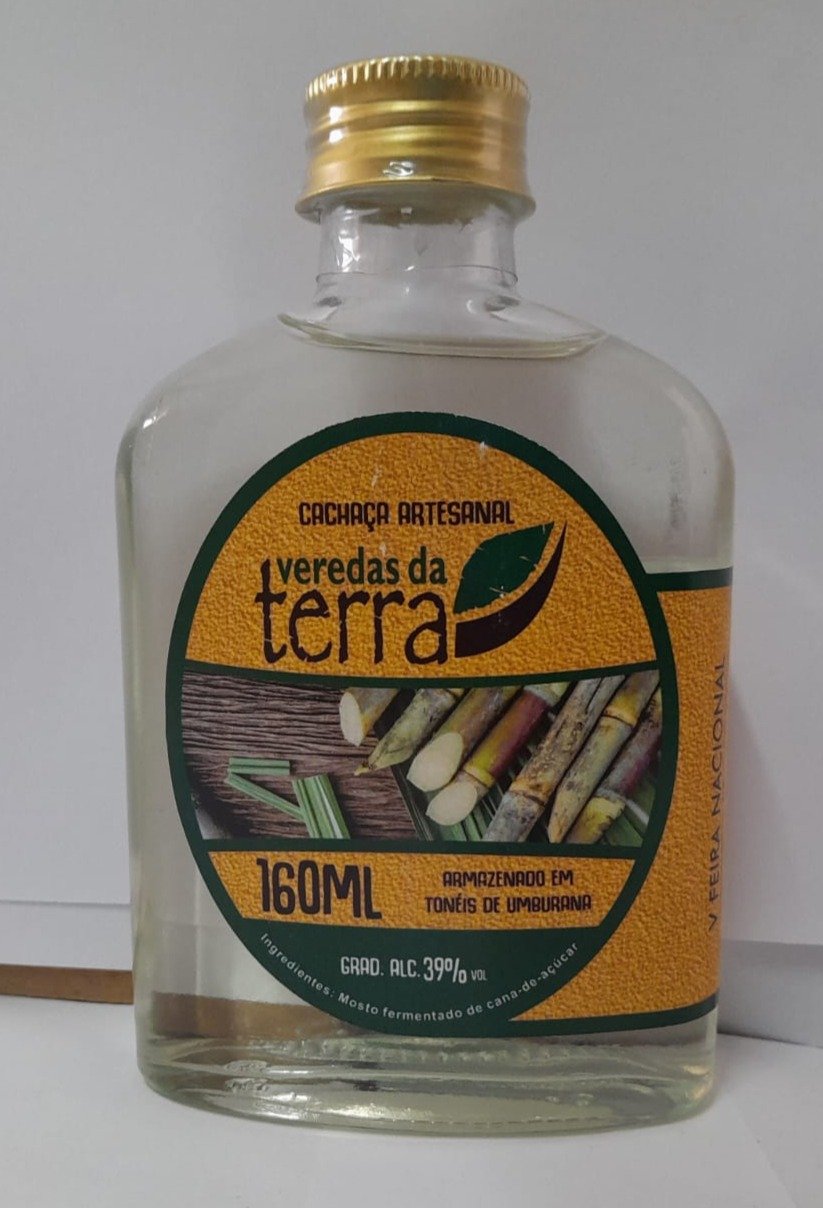 CACHAÇA ARTESANAL
veredas da
terra
160ML
ARMAZENADO EM
TONÉIS DE UMBURANA
GRAD. ALC. 39% VOL
Ingredientes: Mosto fermentado de cana-de-açúcar
V FEIRA NACIONAL